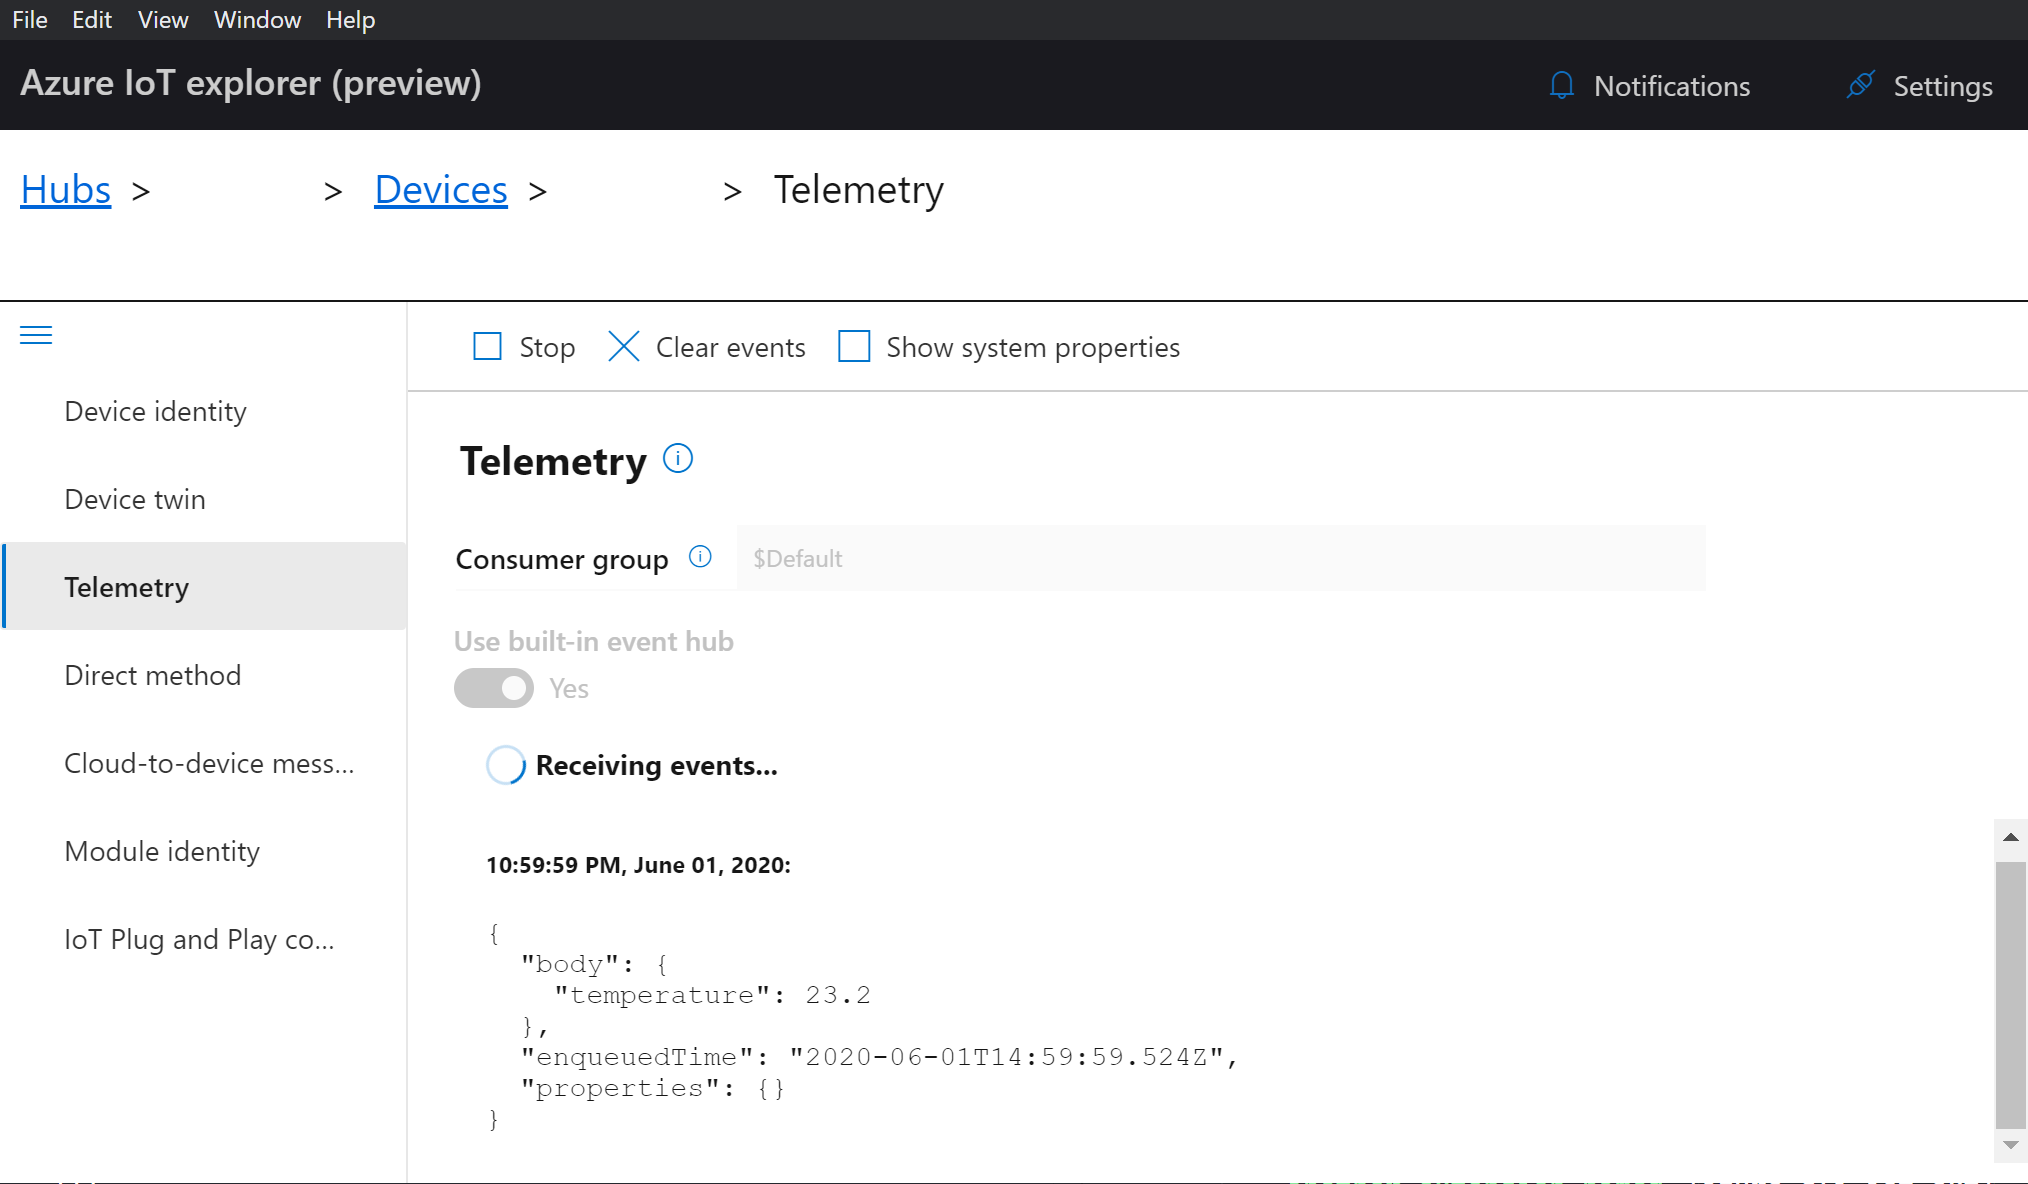 File Edit View Window Help
Azure IoT explorer (preview)
Notifications
Settings
Hubs > > Devices > > Telemetry
Stop
Clear events
Show system properties
Device identity
Device twin
Telemetry
Direct method
Cloud-to-device mess...
Module identity
IoT Plug and Play co...
Telemetry
Consumer group
$Default
Use built-in event hub
Yes
Receiving events...
10:59:59 PM, June 01, 2020:
{
"body": {
"temperature": 23.2
},
"enqueuedTime": "2020-06-01T14:59:59.524Z",
"properties": {}
}